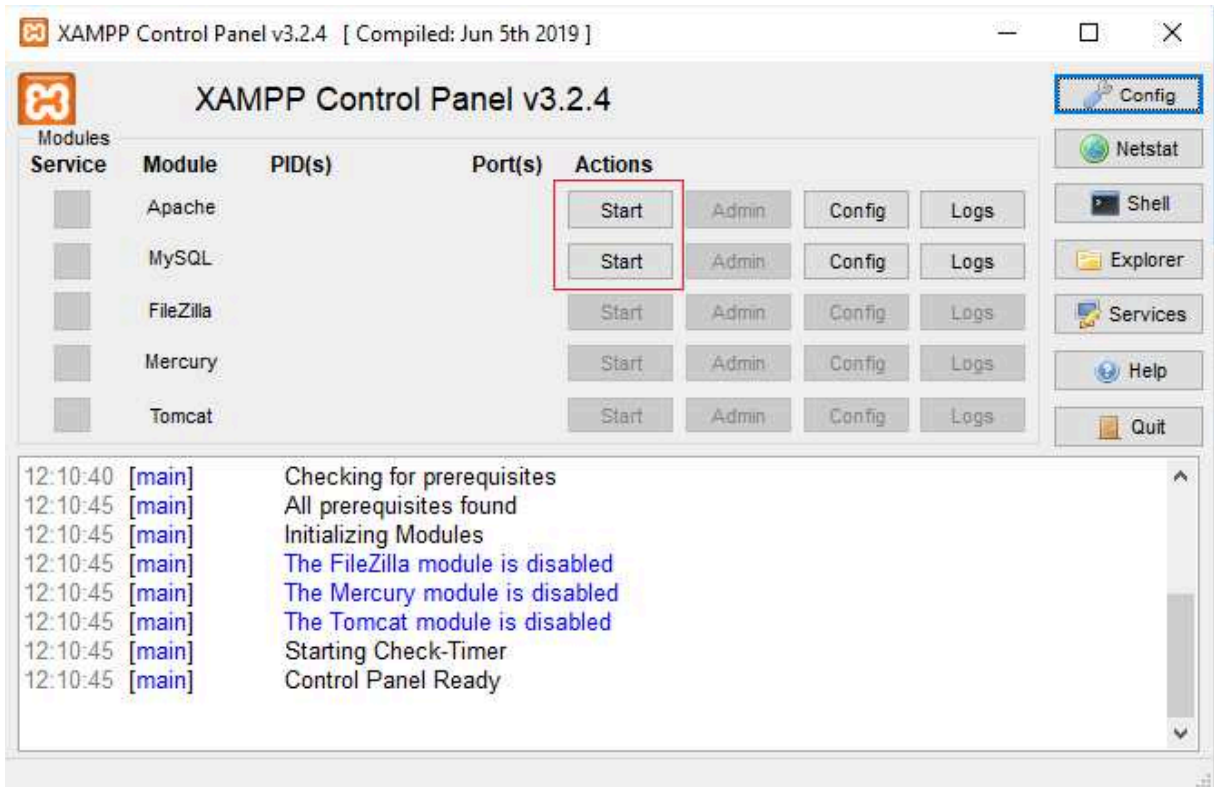 XAMPP Control Panel v3.2.4 [ Compiled: Jun 5th 2019 ]
XAMPP Control Panel v3.2.4
Config
Modules
Netstat
Service Module PID(s) Port(s) Actions
Apache Start Admin Config Logs
Shell
MySQL Start Admin Config Logs
Explorer
FileZilla Start Admin Config Logs
Services
Mercury Start Admin Config Logs
Help
Tomcat Start Admin Config Logs
Quit
12:10:40 [main] Checking for prerequisites
12:10:45 [main] All prerequisites found
12:10:45 [main] Initializing Modules
12:10:45 [main] The FileZilla module is disabled
12:10:45 [main] The Mercury module is disabled
12:10:45 [main] The Tomcat module is disabled
12:10:45 [main] Starting Check-Timer
12:10:45 [main] Control Panel Ready